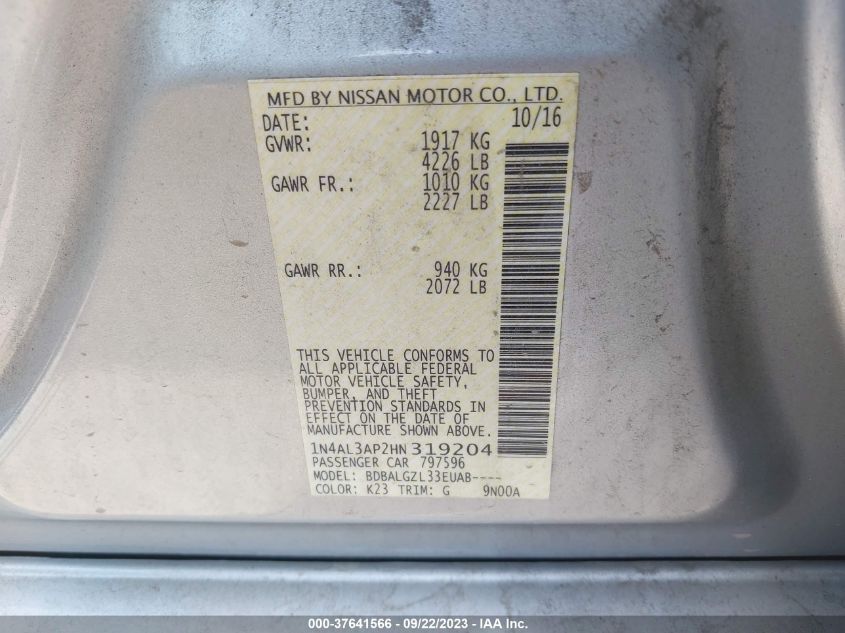 MFD BY NISSAN MOTOR CO., LTD.
DATE: 10/16
GVWR: 1917 KG
4226 LB
GAWR FR.: 1010 KG
2227 LB
GAWR RR.: 940 KG
2072 LB
THIS VEHICLE CONFORMS TO
ALL APPLICABLE FEDERAL
MOTOR VEHICLE SAFETY,
BUMPER, AND THEFT
PREVENTION STANDARDS IN
EFFECT ON THE DATE OF
MANUFACTURE SHOWN ABOVE.
1N4AL3AP2HN319204
PASSENGER CAR 797596
MODEL: BDBALGZL33EUAB----
COLOR: K23 TRIM: G 9N00A
000-37641566 / 09/22/2023 - IAA Inc.